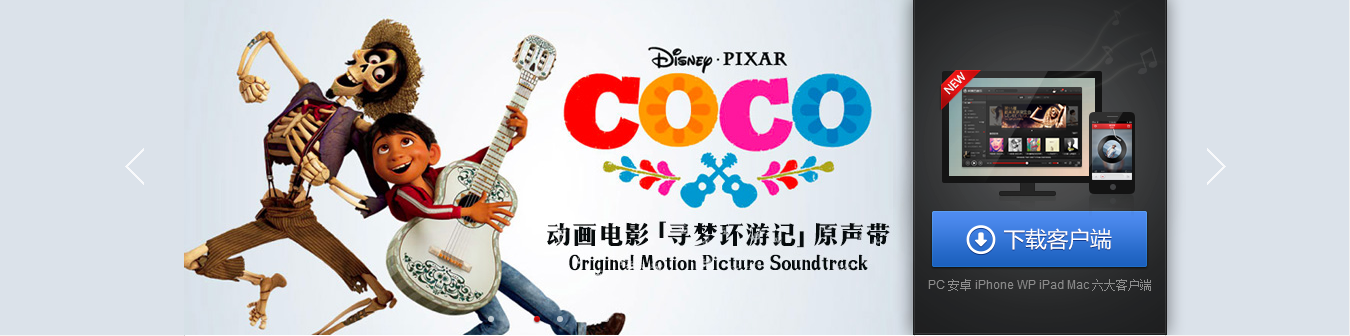 Disney · PIXAR
COCO
动画电影「寻梦环游记」原声带
Original Motion Picture Soundtrack
NEW
下载客户端
PC 安卓 iPhone WP iPad Mac 六大客户端